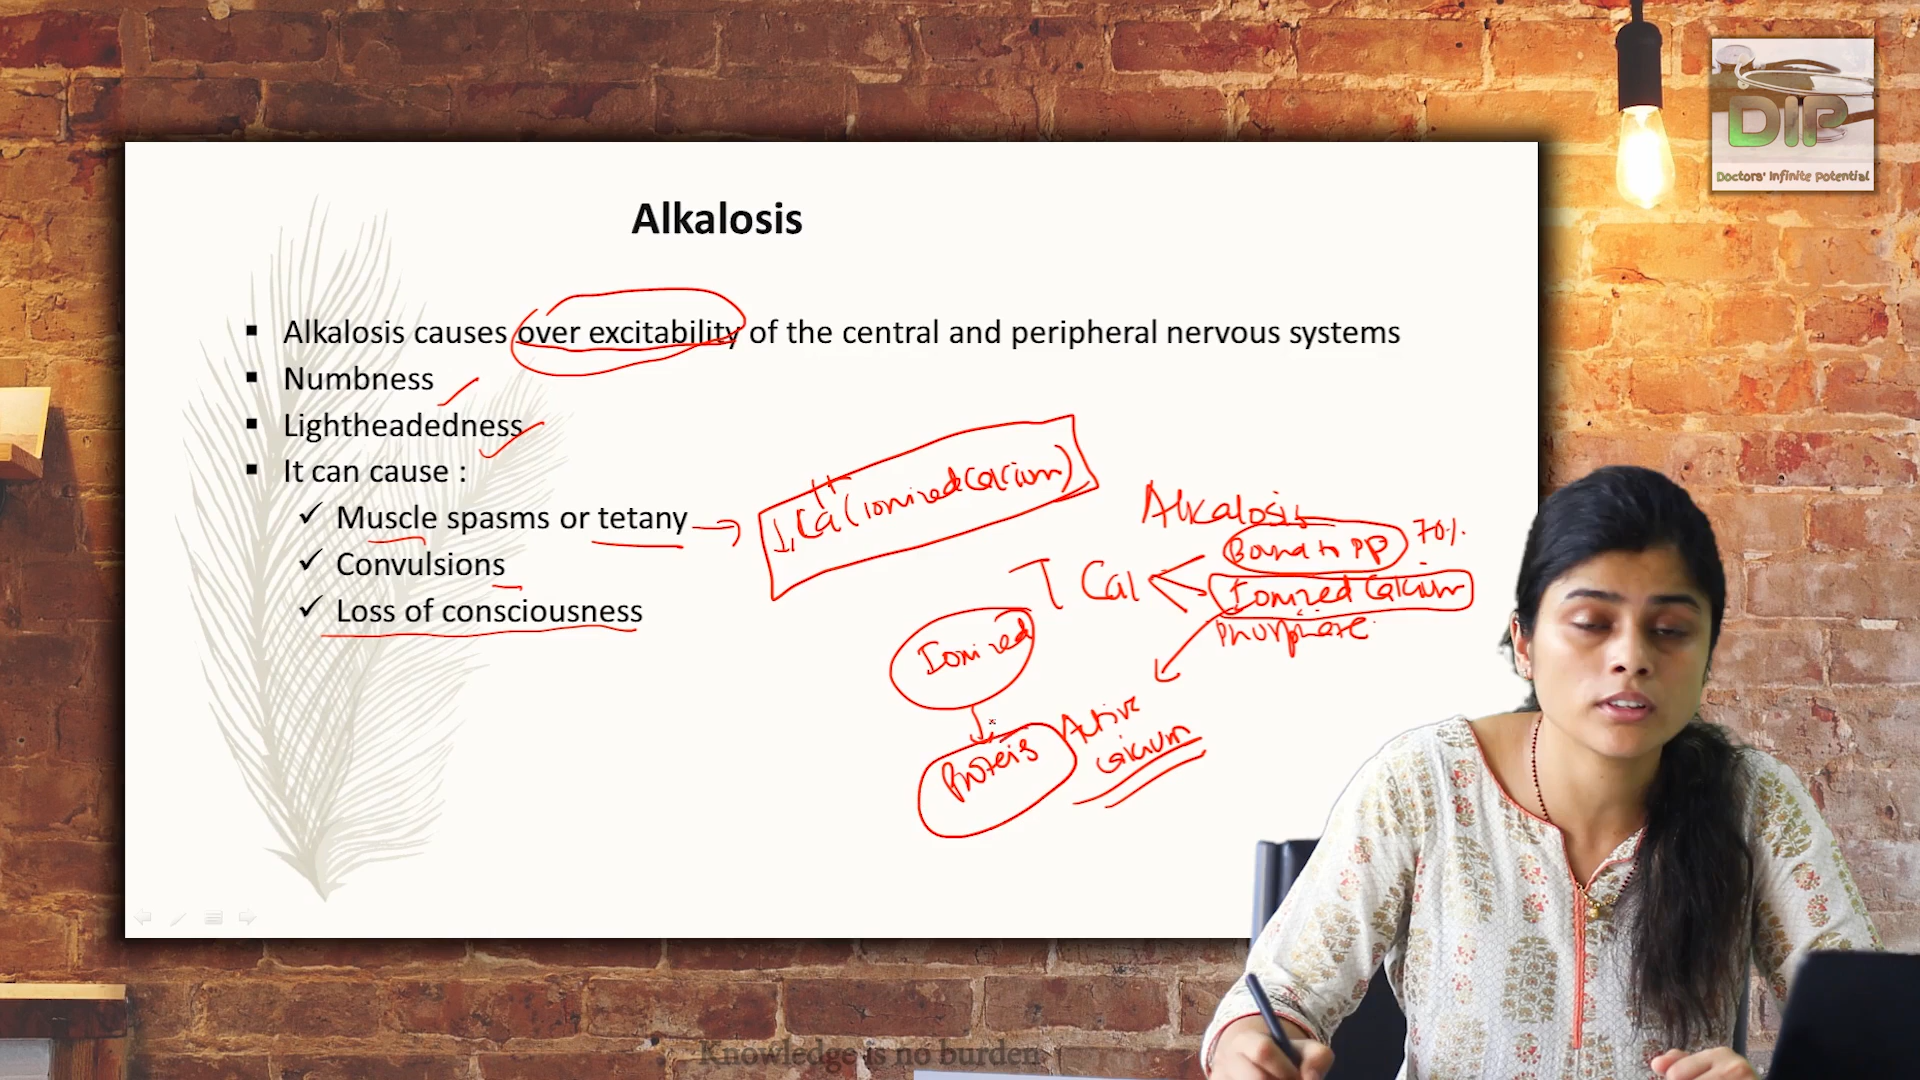 DIP
Doctors' Infinite Potential
Alkalosis
▪ Alkalosis causes over excitability of the central and peripheral nervous systems
▪ Numbness
▪ Lightheadedness
▪ It can cause :
✓ Muscle spasms or tetany →
✓ Convulsions
✓ Loss of consciousness
↓ Ca++ (ionized calcium)
Alkalosis
Bound to PP 70%
T Cal
Ionized Calcium
Phosphate
Ionized
Active
Calcium
Knowledge is no burden